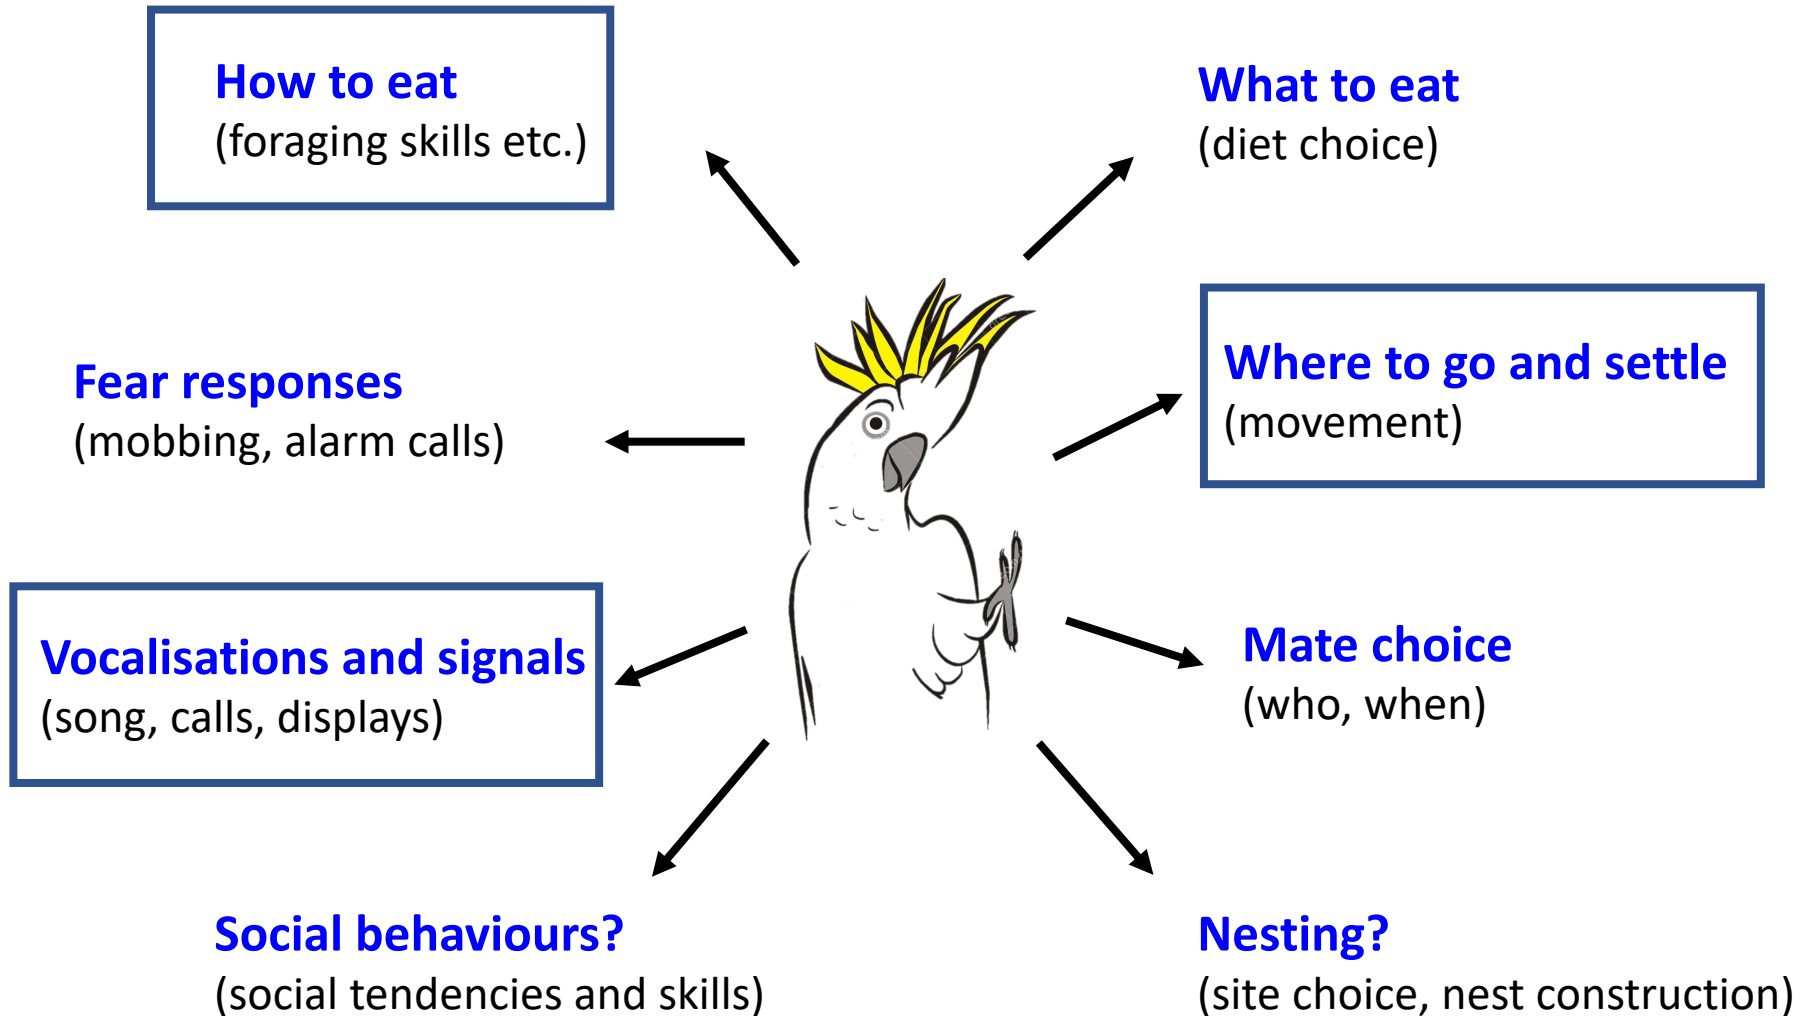 How to eat
(foraging skills etc.)
What to eat
(diet choice)
Fear responses
(mobbing, alarm calls)
Where to go and settle
(movement)
Vocalisations and signals
(song, calls, displays)
Mate choice
(who, when)
Social behaviours?
(social tendencies and skills)
Nesting?
(site choice, nest construction)